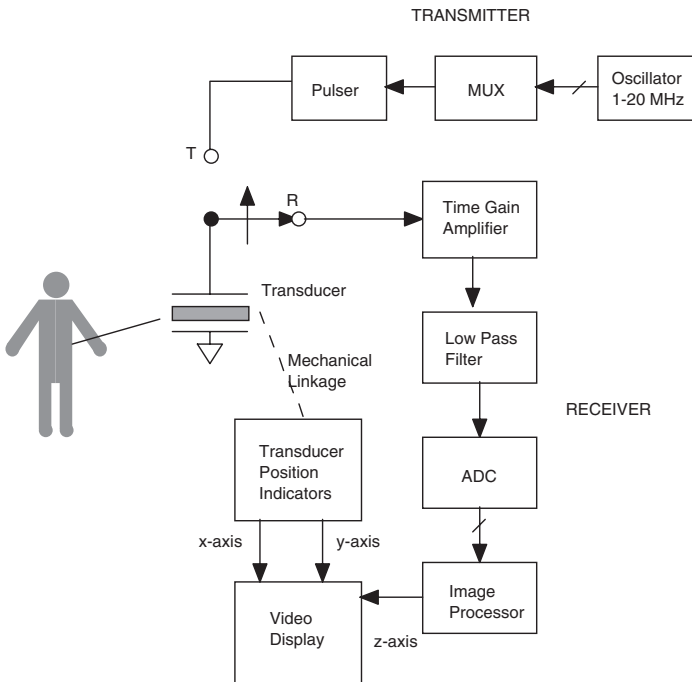 TRANSMITTER
Pulser
MUX
Oscillator
1-20 MHz
T
R
Time Gain
Amplifier
Transducer
Mechanical
Linkage
Low Pass
Filter
RECEIVER
Transducer
Position
Indicators
ADC
x-axis
y-axis
Image
Processor
Video
Display
z-axis